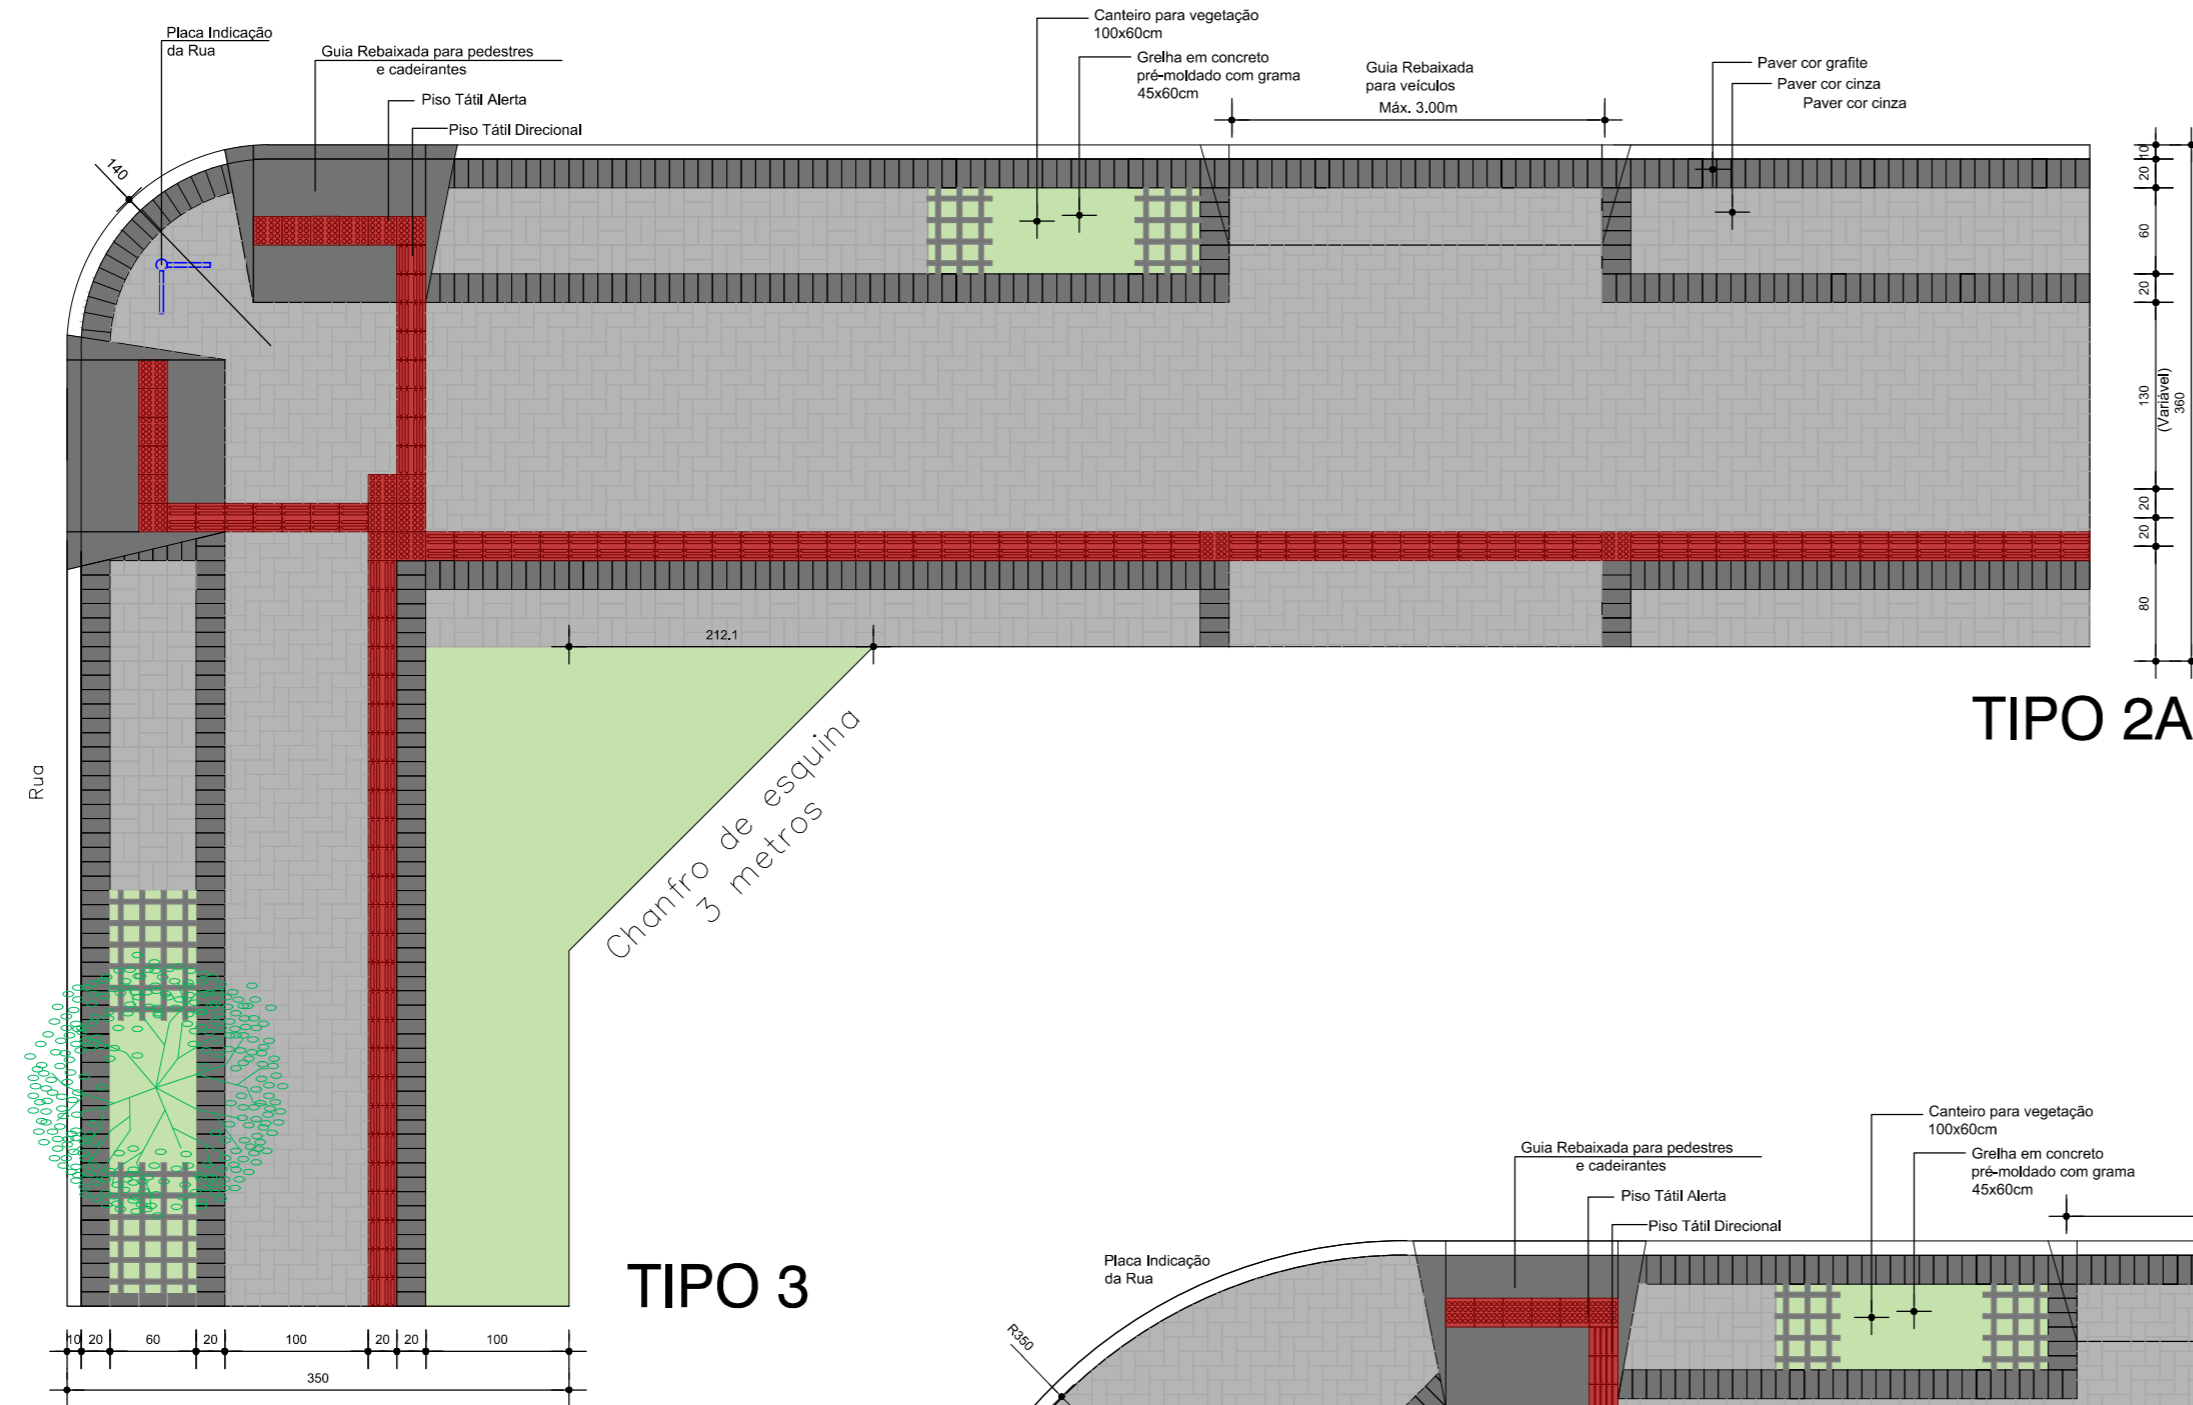 Placa Indicação
da Rua
Guia Rebaixada para pedestres
e cadeirantes
Piso Tátil Alerta
Piso Tátil Direcional
Canteiro para vegetação
100x60cm
Grelha em concreto
pré-moldado com grama
45x60cm
Guia Rebaixada
para veículos
Máx. 3.00m
Paver cor grafite
Paver cor cinza
Paver cor cinza
140
10
20
60
20
130
(Variável)
360
20
20
80
212.1
TIPO 2A
Rua
Chanfro de esquina
3 metros
TIPO 3
10 20 60 20 100 20 20 100
350
Canteiro para vegetação
100x60cm
Guia Rebaixada para pedestres
e cadeirantes
Grelha em concreto
pré-moldado com grama
45x60cm
Piso Tátil Alerta
Piso Tátil Direcional
Placa Indicação
da Rua
R350